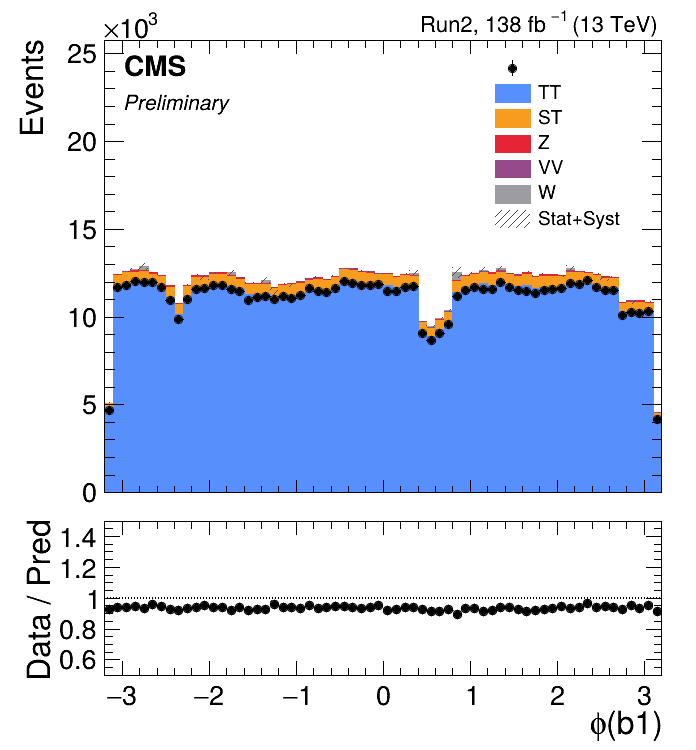 ×10³
Run2, 138 fb⁻¹ (13 TeV)
Events
25
20
15
10
5
0
CMS
Preliminary
TT
ST
Z
VV
W
Stat+Syst
Data / Pred
1.4
1.2
1
0.8
0.6
−3
−2
−1
0
1
2
3
ϕ(b1)